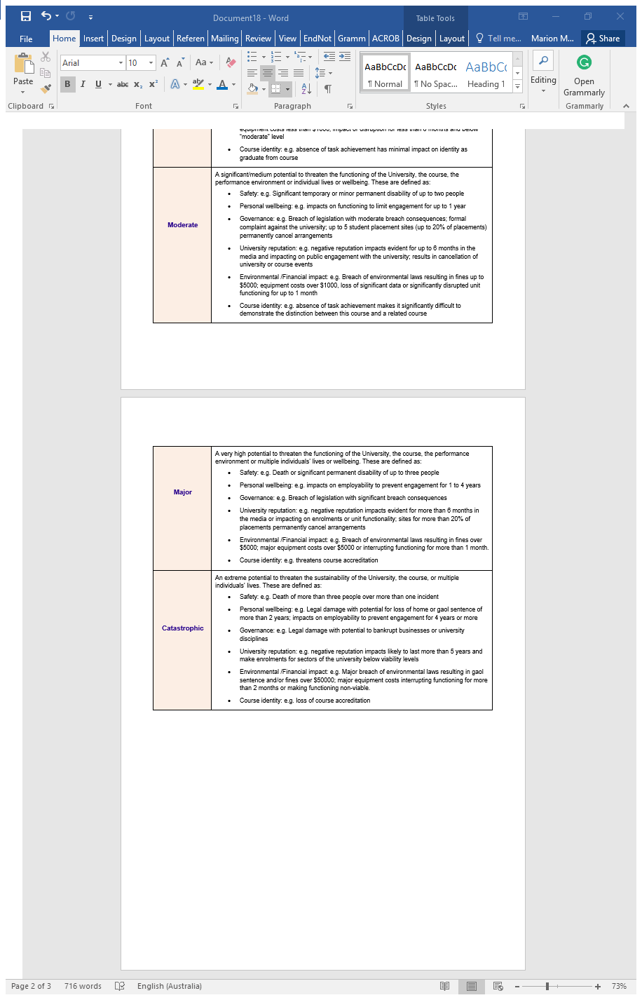 Document18 - Word
Table Tools
File
Home
Insert
Design
Layout
Referen
Mailing
Review
View
EndNot
Gramm
ACROB
Design
Layout
Tell me...
Marion M...
Share
Paste
Arial
10
Aa
B I U abc x₂ x²
Clipboard
Font
Paragraph
AaBbCcDc
¶ Normal
AaBbCcDc
¶ No Spac...
AaBbCc
Heading 1
Styles
Editing
Open
Grammarly
Grammarly
equipment costs less than $1000, impact or disruption for less than 6 months and below
"moderate" level
• Course identity: e.g. absence of task achievement has minimal impact on identity as
graduate from course
Moderate
A significant/medium potential to threaten the functioning of the University, the course, the
performance environment or individual lives or wellbeing. These are defined as:
• Safety: e.g. Significant temporary or minor permanent disability of up to two people
• Personal wellbeing: e.g. impacts on functioning to limit engagement for up to 1 year
• Governance: e.g. Breach of legislation with moderate breach consequences; formal
complaint against the university; up to 5 student placement sites (up to 20% of placements)
permanently cancel arrangements
• University reputation: e.g. negative reputation impacts evident for up to 6 months in the
media and impacting on public engagement with the university; results in cancellation of
university or course events
• Environmental /Financial impact: e.g. Breach of environmental laws resulting in fines up to
$5000; equipment costs over $1000, loss of significant data or significantly disrupted unit
functioning for up to 1 month
• Course identity: e.g. absence of task achievement makes it significantly difficult to
demonstrate the distinction between this course and a related course
Major
A very high potential to threaten the functioning of the University, the course, the performance
environment or multiple individuals' lives or wellbeing. These are defined as:
• Safety: e.g. Death or significant permanent disability of up to three people
• Personal wellbeing: e.g. impacts on employability to prevent engagement for 1 to 4 years
• Governance: e.g. Breach of legislation with significant breach consequences
• University reputation: e.g. negative reputation impacts evident for more than 6 months in
the media or impacting on enrolments or unit functionality; sites for more than 20% of
placements permanently cancel arrangements
• Environmental /Financial impact: e.g. Breach of environmental laws resulting in fines over
$5000; major equipment costs over $5000 or interrupting functioning for more than 1 month.
• Course identity: e.g. threatens course accreditation
Catastrophic
An extreme potential to threaten the sustainability of the University, the course, or multiple
individuals' lives. These are defined as:
• Safety: e.g. Death of more than three people over more than one incident
• Personal wellbeing: e.g. Legal damage with potential for loss of home or gaol sentence of
more than 2 years; impacts on employability to prevent engagement for 4 years or more
• Governance: e.g. Legal damage with potential to bankrupt businesses or university
disciplines
• University reputation: e.g. negative reputation impacts likely to last more than 5 years and
make enrolments for sectors of the university below viability levels
• Environmental /Financial impact: e.g. Major breach of environmental laws resulting in gaol
sentence and/or fines over $50000; major equipment costs interrupting functioning for more
than 2 months or making functioning non-viable.
• Course identity: e.g. loss of course accreditation
Page 2 of 3
716 words
English (Australia)
73%